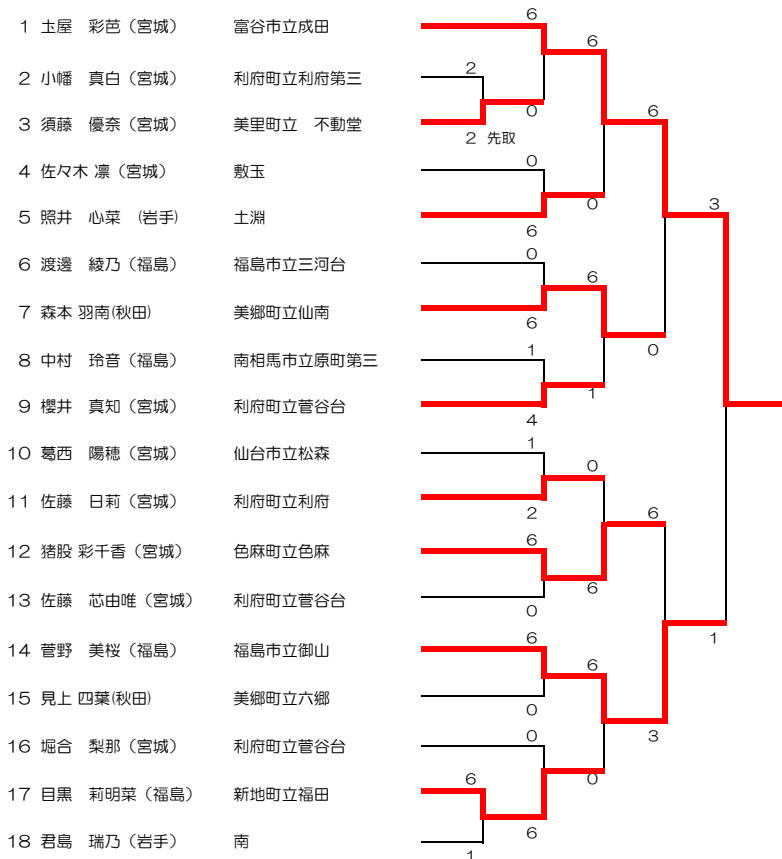 6
1 圡屋 彩芭（宮城） 富谷市立成田
6
2 小幡 真白（宮城） 利府町立利府第三 2
0 6
3 須藤 優奈（宮城） 美里町立 不動堂
2 先取
4 佐々木 凛（宮城） 敷玉 0
0 3
5 照井 心菜 （岩手） 土淵
6
6 渡邊 綾乃（福島） 福島市立三河台 0
6
7 森本 羽南(秋田) 美郷町立仙南
6
8 中村 玲音（福島） 南相馬市立原町第三 1 0
1
9 櫻井 真知（宮城） 利府町立菅谷台
4
10 葛西 陽穂（宮城） 仙台市立松森 1
0
11 佐藤 日莉（宮城） 利府町立利府
2 6
12 猪股 彩千香（宮城） 色麻町立色麻 6
6
13 佐藤 芯由唯（宮城） 利府町立菅谷台
0
14 菅野 美桜（福島） 福島市立御山 6 1
6
15 見上 四葉(秋田) 美郷町立六郷
0
16 堀合 梨那（宮城） 利府町立菅谷台 0 3
0
17 目黒 莉明菜（福島） 新地町立福田 6
6
18 君島 瑞乃（岩手） 南
1